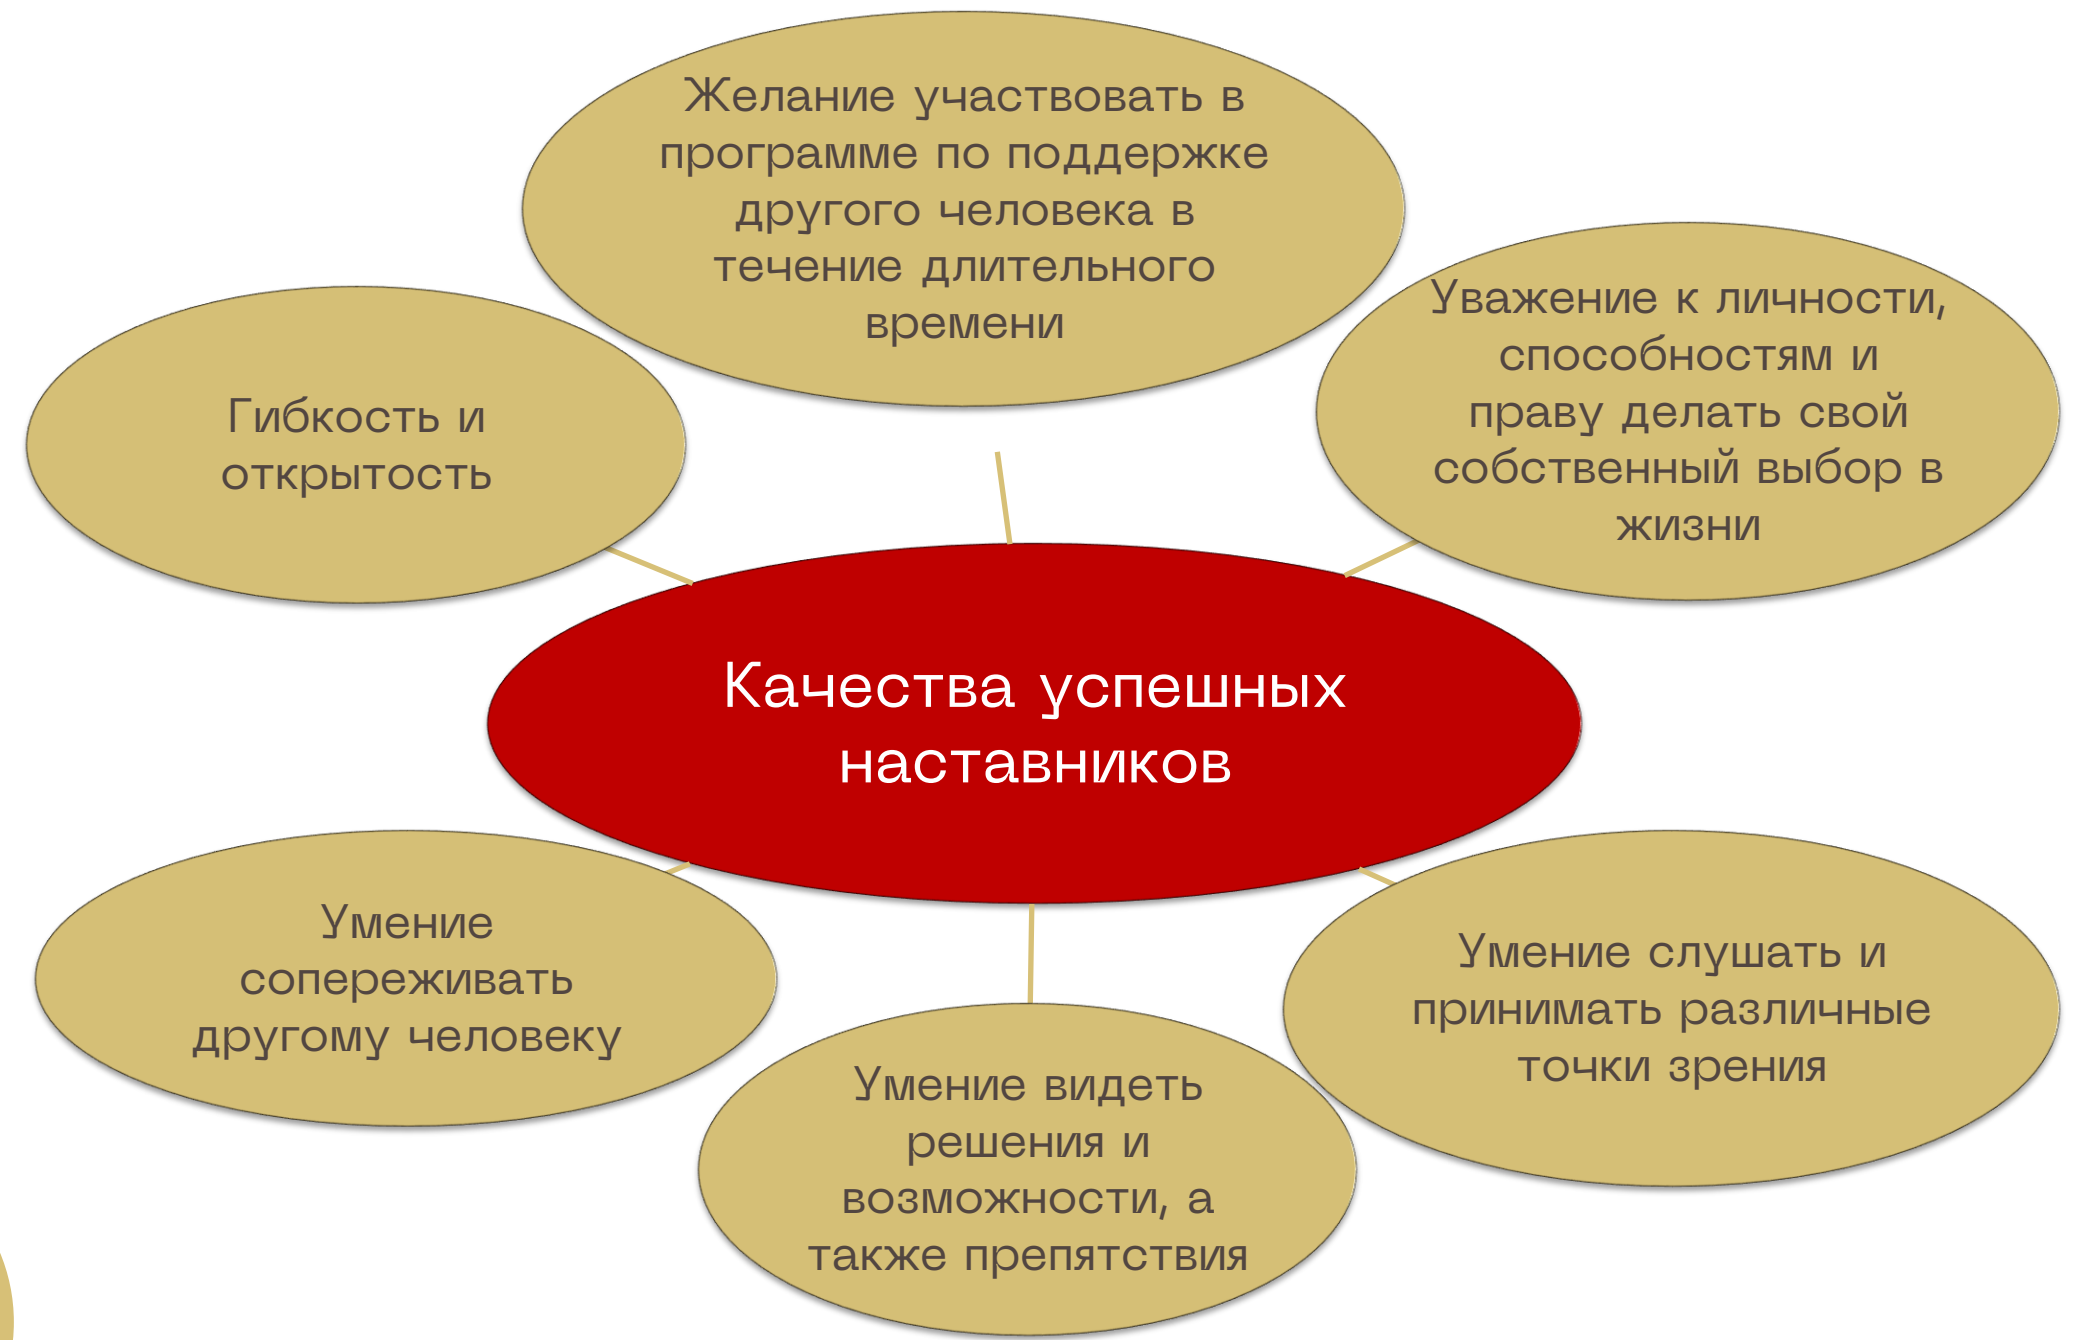 Желание участвовать в
программе по поддержке
другого человека в
течение длительного
времени
Уважение к личности,
способностям и
праву делать свой
собственный выбор в
жизни
Гибкость и
открытость
Качества успешных
наставников
Умение
сопереживать
другому человеку
Умение слушать и
принимать различные
точки зрения
Умение видеть
решения и
возможности, а
также препятствия